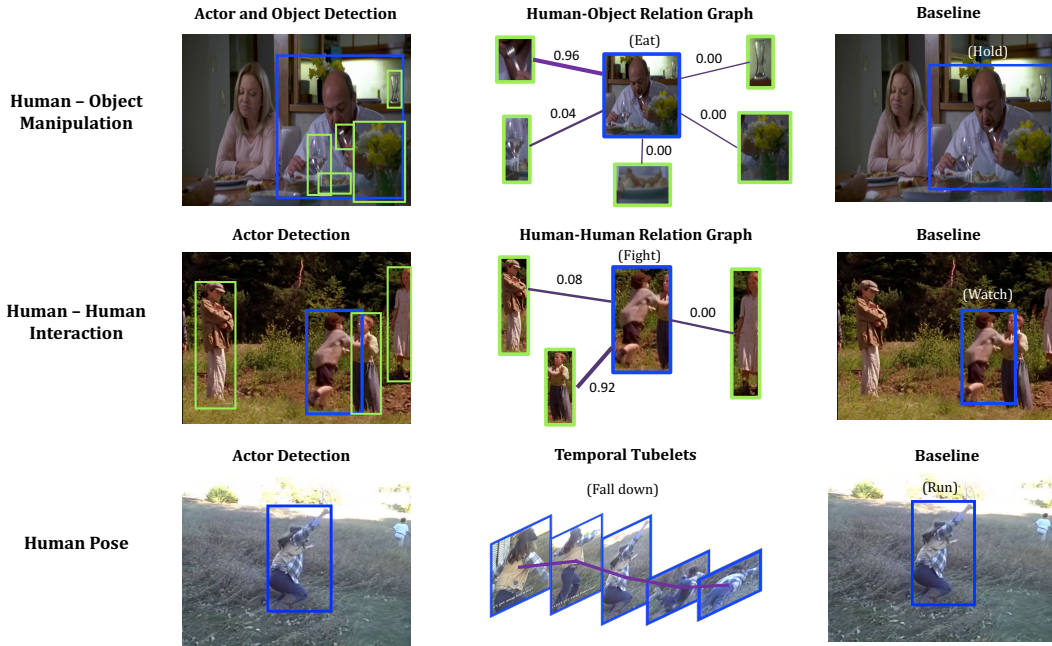 Actor and Object Detection
Human-Object Relation Graph
Baseline
Human – Object
Manipulation
(Eat)
0.96
0.00
0.04
0.00
0.00
(Hold)
Actor Detection
Human-Human Relation Graph
Baseline
Human – Human
Interaction
(Fight)
0.08
0.00
0.92
(Watch)
Actor Detection
Temporal Tubelets
Baseline
Human Pose
(Fall down)
(Run)